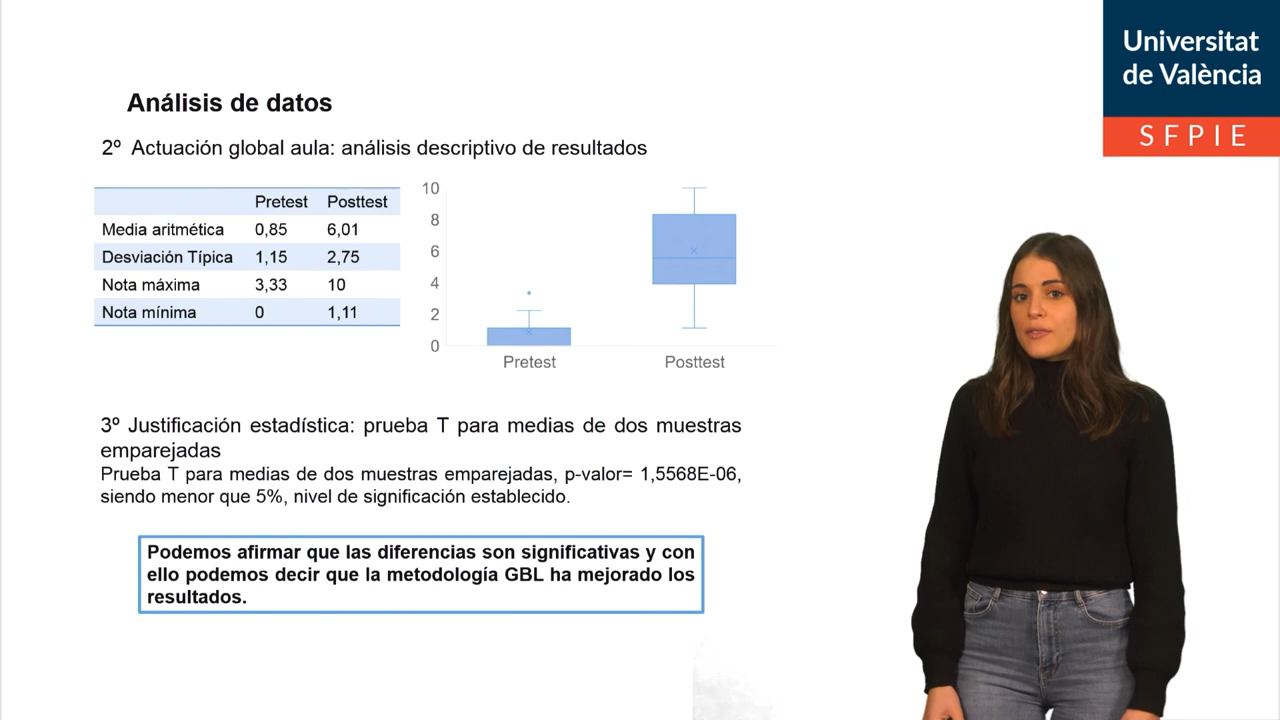 Universitat
de València
SFPIE
Análisis de datos
2º Actuación global aula: análisis descriptivo de resultados
Pretest Posttest
Media aritmética 0,85 6,01
Desviación Típica 1,15 2,75
Nota máxima 3,33 10
Nota mínima 0 1,11
10
8
6
4
2
0
Pretest Posttest
3º Justificación estadística: prueba T para medias de dos muestras
emparejadas
Prueba T para medias de dos muestras emparejadas, p-valor= 1,5568E-06,
siendo menor que 5%, nivel de significación establecido.
Podemos afirmar que las diferencias son significativas y con
ello podemos decir que la metodología GBL ha mejorado los
resultados.